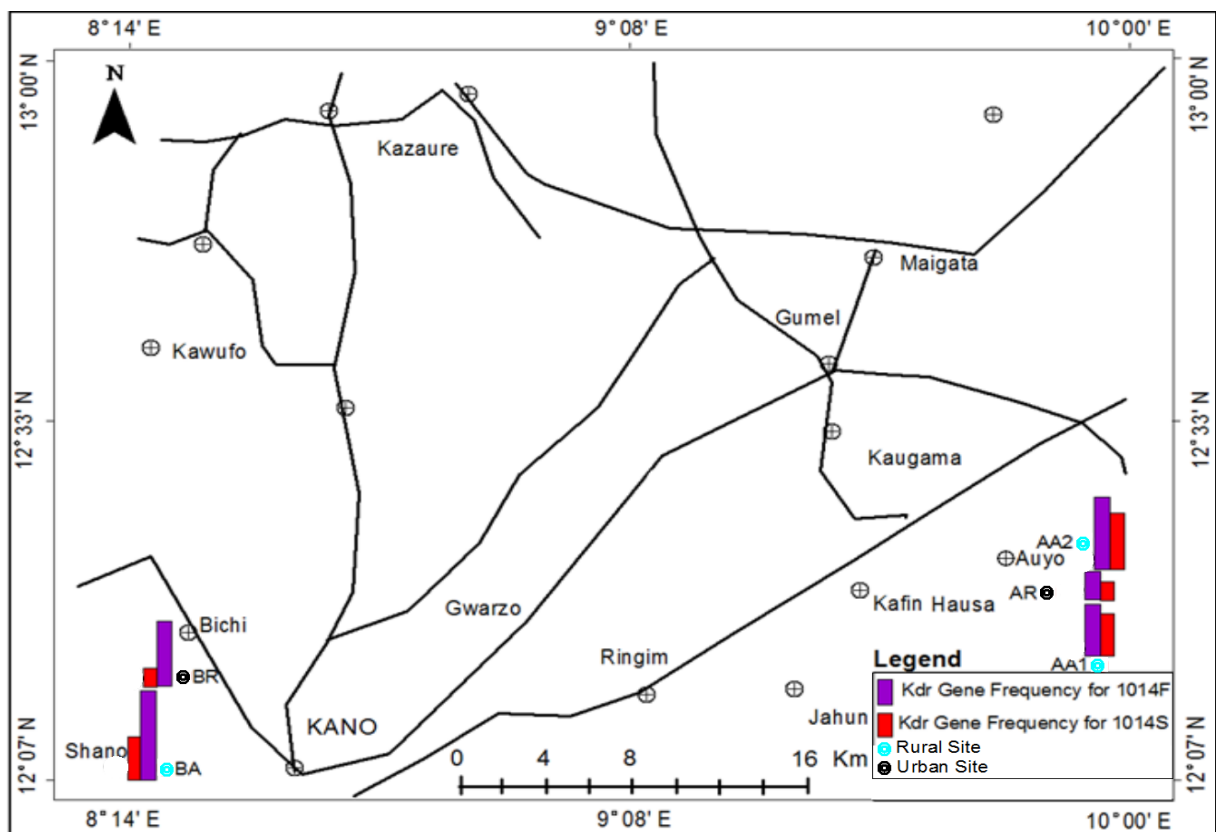 8°14' E
9°08' E
10°00' E
13°00' N
13°00' N
N
Kazaure
Maigata
Gumel
Kawufo
12°33' N
12°33' N
Kaugama
AA2
Auyo
AR
Kafin Hausa
Gwarzo
Bichi
Ringim
AA1
BR
Jahun
KANO
Shano
BA
12°07' N
12°07' N
Legend
Kdr Gene Frequency for 1014F
Kdr Gene Frequency for 1014S
Rural Site
Urban Site
0 4 8 16 Km
8°14' E
9°08' E
10°00' E